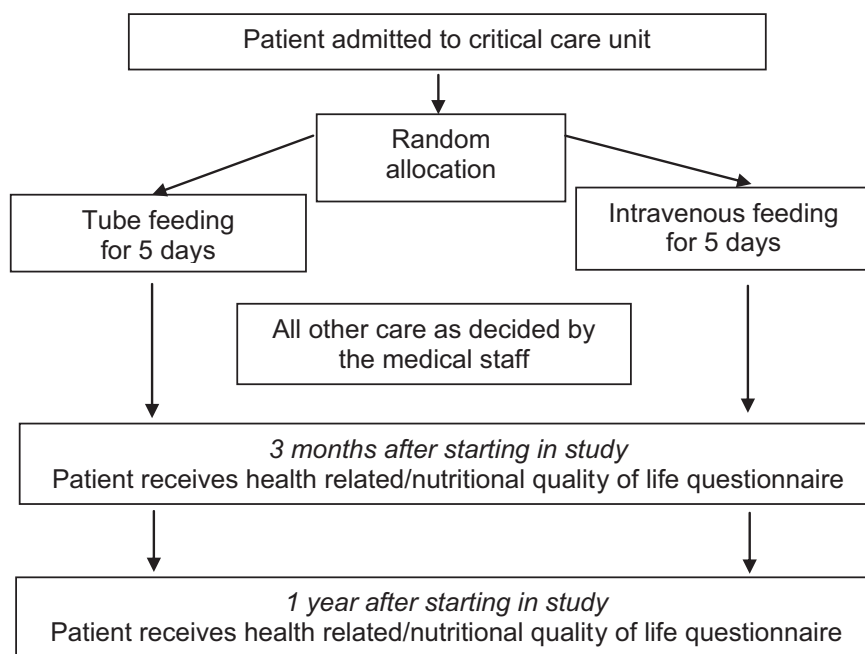 Patient admitted to critical care unit
Random
allocation
Tube feeding
for 5 days
Intravenous feeding
for 5 days
All other care as decided by
the medical staff
3 months after starting in study
Patient receives health related/nutritional quality of life questionnaire
1 year after starting in study
Patient receives health related/nutritional quality of life questionnaire